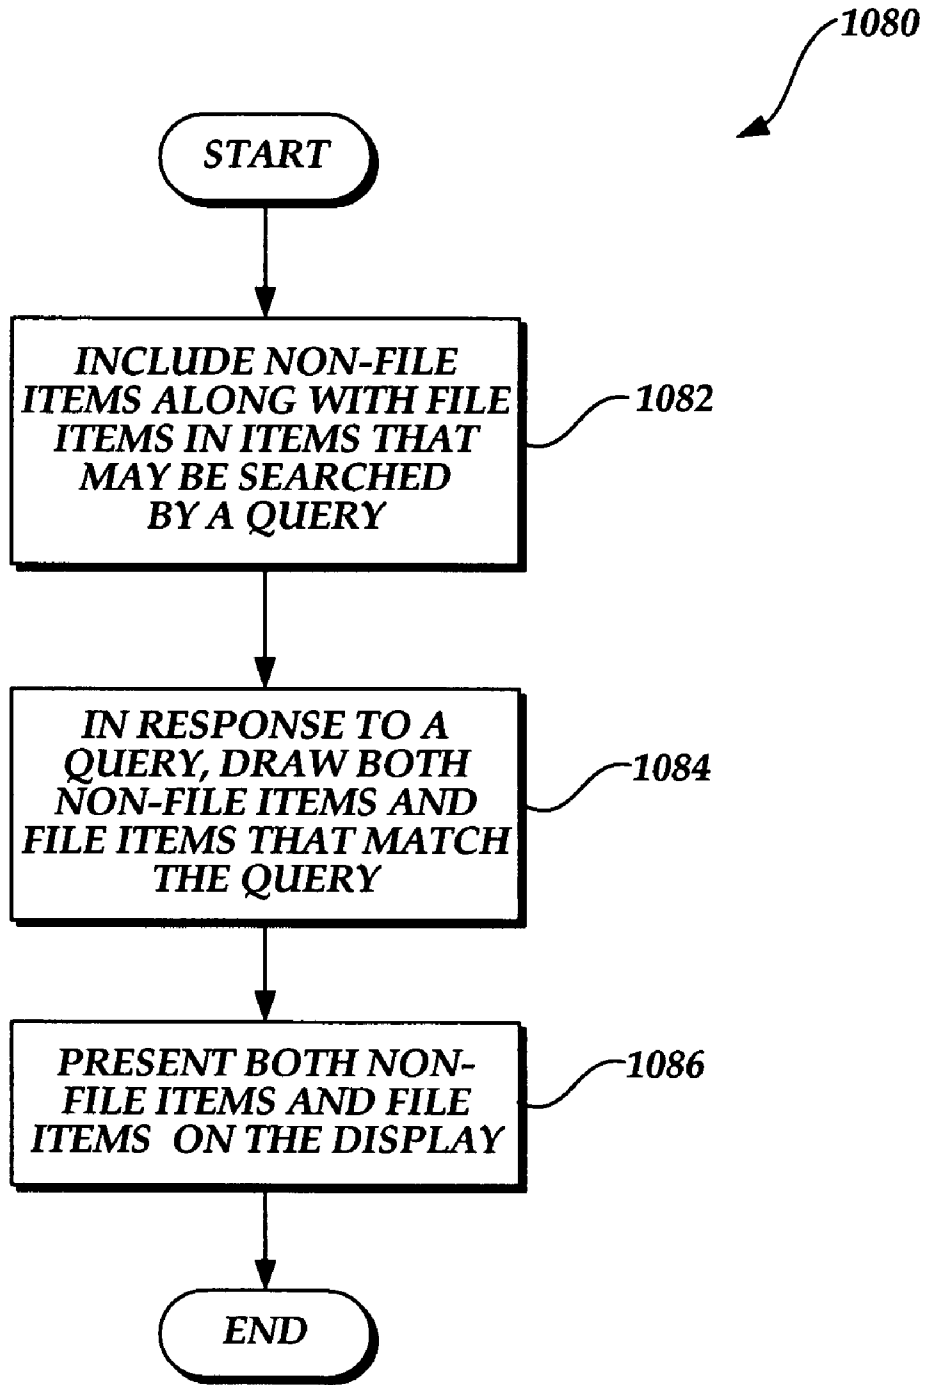 1080
START
INCLUDE NON-FILE
ITEMS ALONG WITH FILE
ITEMS IN ITEMS THAT
MAY BE SEARCHED
BY A QUERY
1082
IN RESPONSE TO A
QUERY, DRAW BOTH
NON-FILE ITEMS AND
FILE ITEMS THAT MATCH
THE QUERY
1084
PRESENT BOTH NON-
FILE ITEMS AND FILE
ITEMS ON THE DISPLAY
1086
END